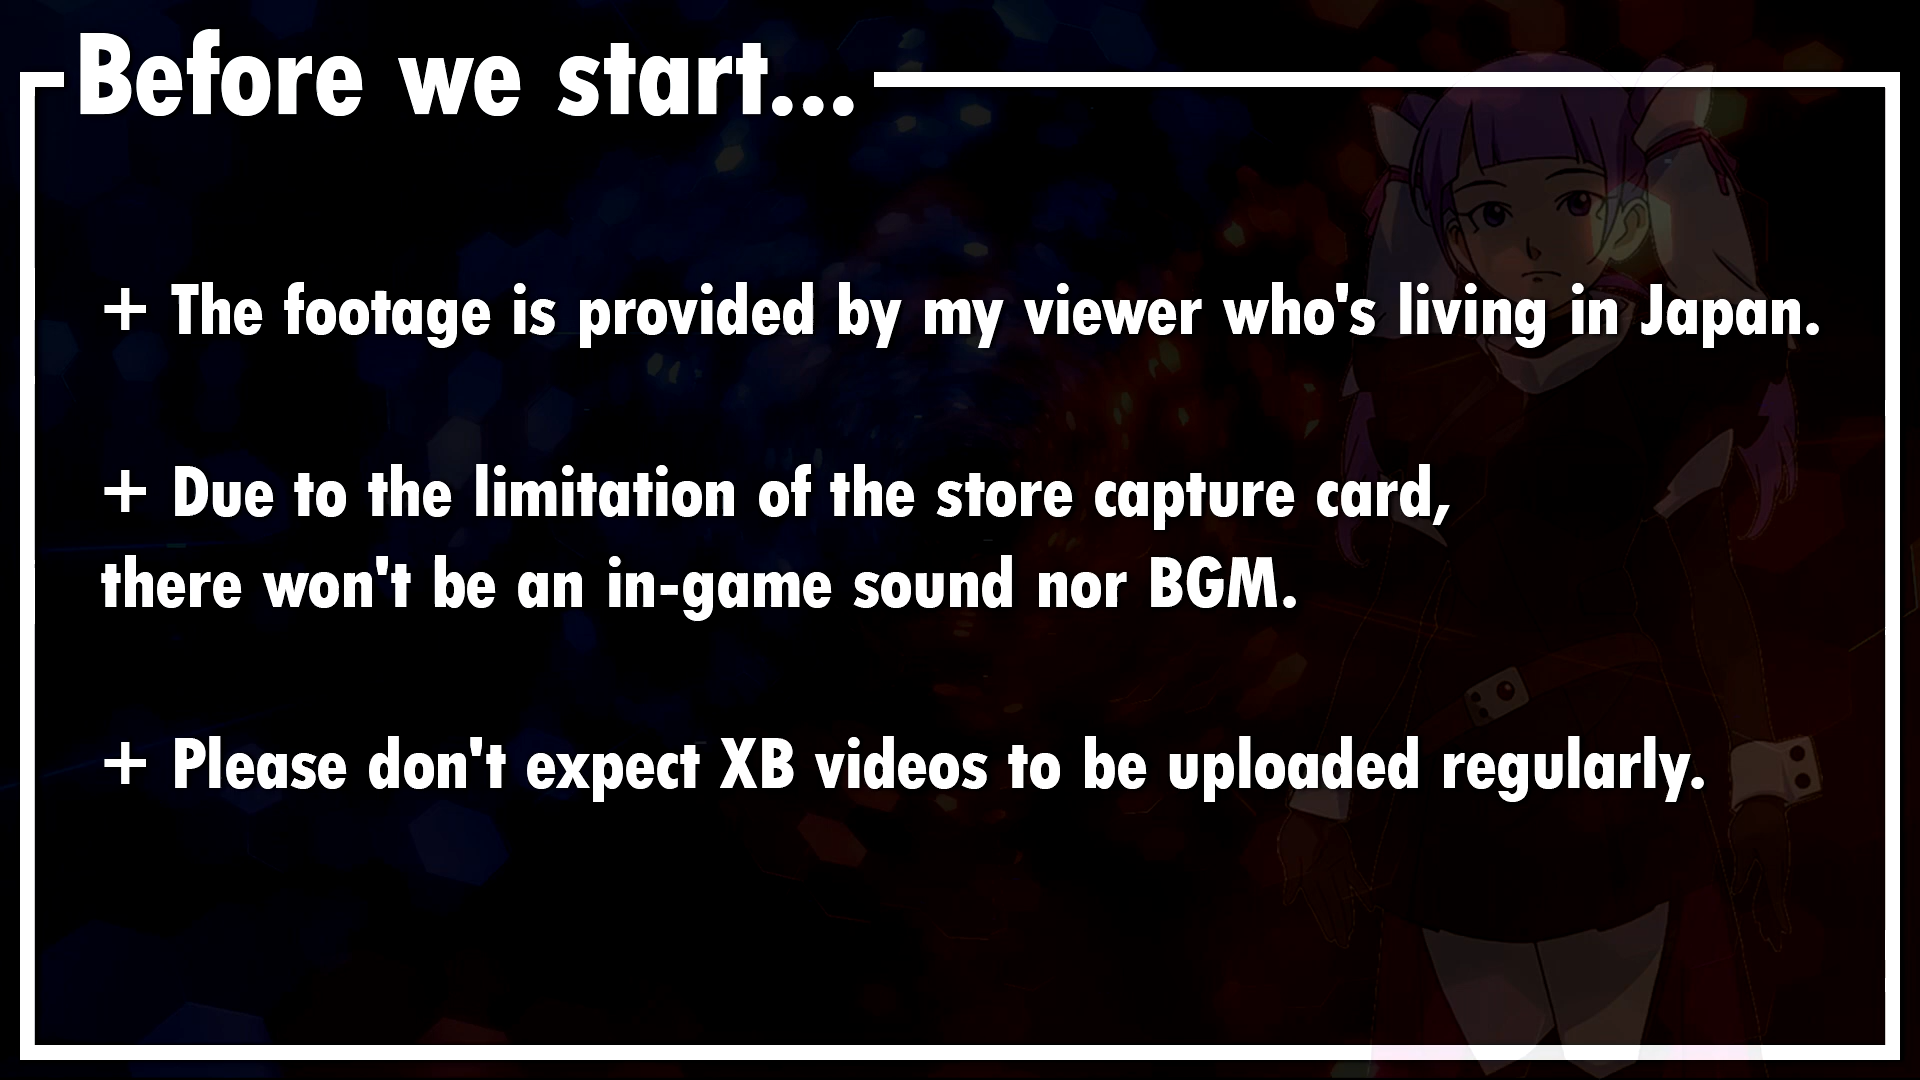 Before we start...
+ The footage is provided by my viewer who's living in Japan.
+ Due to the limitation of the store capture card,
there won't be an in-game sound nor BGM.
+ Please don't expect XB videos to be uploaded regularly.